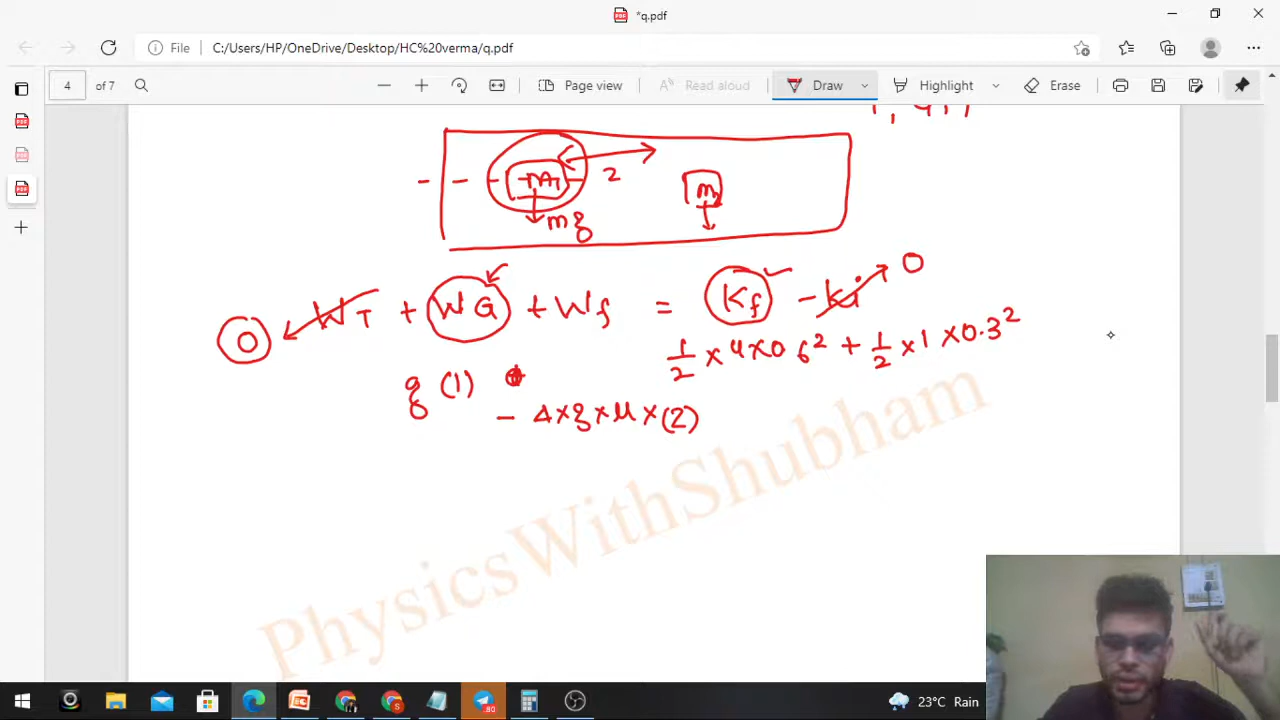 *q.pdf
File C:/Users/HP/OneDrive/Desktop/HC%20verma/q.pdf
4 of 7 Page view Read aloud Draw Highlight Erase
2
m
mg
WT + WG + Wf = Kf - Ki 0
0
1/2 × 4 × 0.6² + 1/2 × 1 × 0.3²
g (1)
- 4 × g × μ × (2)
PhysicsWithShubham
23°C Rain